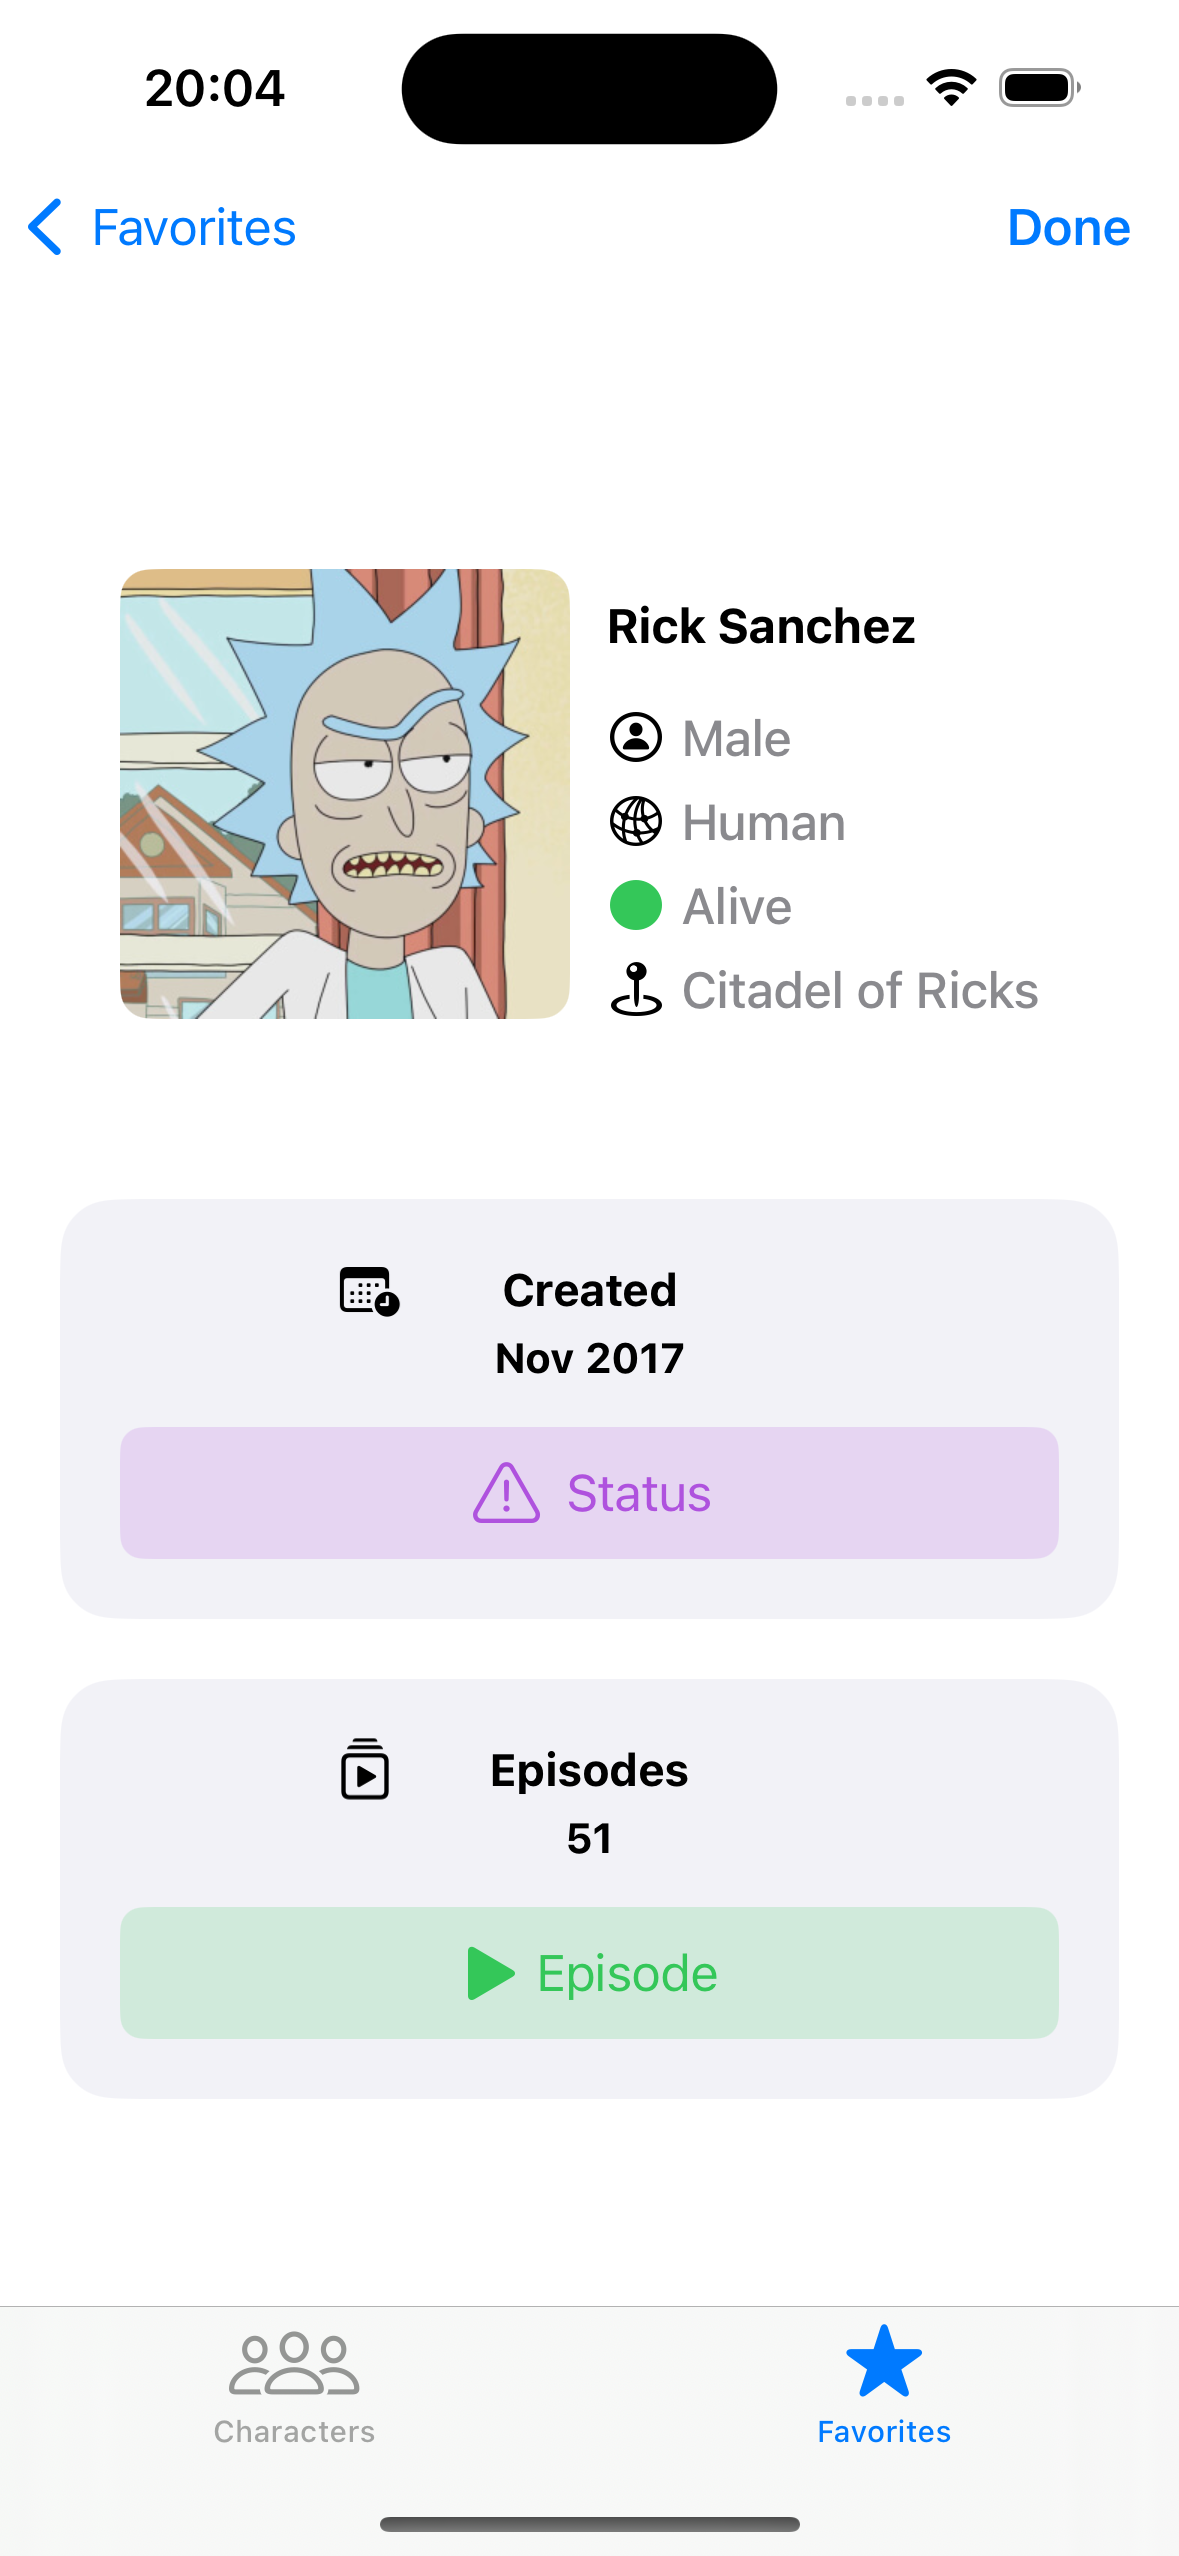 20:04
Favorites
Done
Rick Sanchez
Male
Human
Alive
Citadel of Ricks
Created
Nov 2017
Status
Episodes
51
Episode
Characters
Favorites